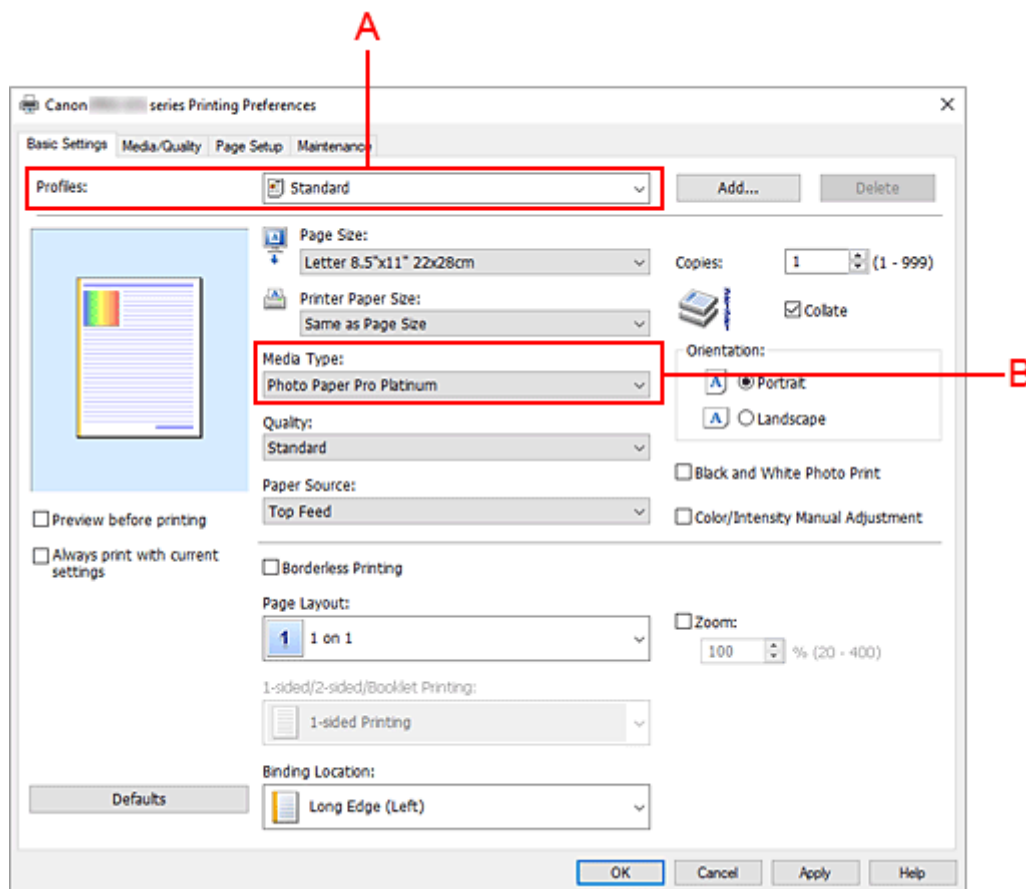 A
Canon series Printing Preferences
Basic Settings Media/Quality Page Setup Maintenance
Profiles: Standard Add... Delete
Page Size:
Letter 8.5"x11" 22x28cm
Copies: 1 (1 - 999)
Printer Paper Size:
Same as Page Size
Collate
Media Type:
Photo Paper Pro Platinum
B
Orientation:
Portrait
Landscape
Quality:
Standard
Black and White Photo Print
Paper Source:
Top Feed
Color/Intensity Manual Adjustment
Preview before printing
Always print with current
settings
Borderless Printing
Page Layout:
1 1 on 1
Zoom:
100 % (20 - 400)
1-sided/2-sided/Booklet Printing:
1-sided Printing
Binding Location:
Long Edge (Left)
Defaults
OK Cancel Apply Help